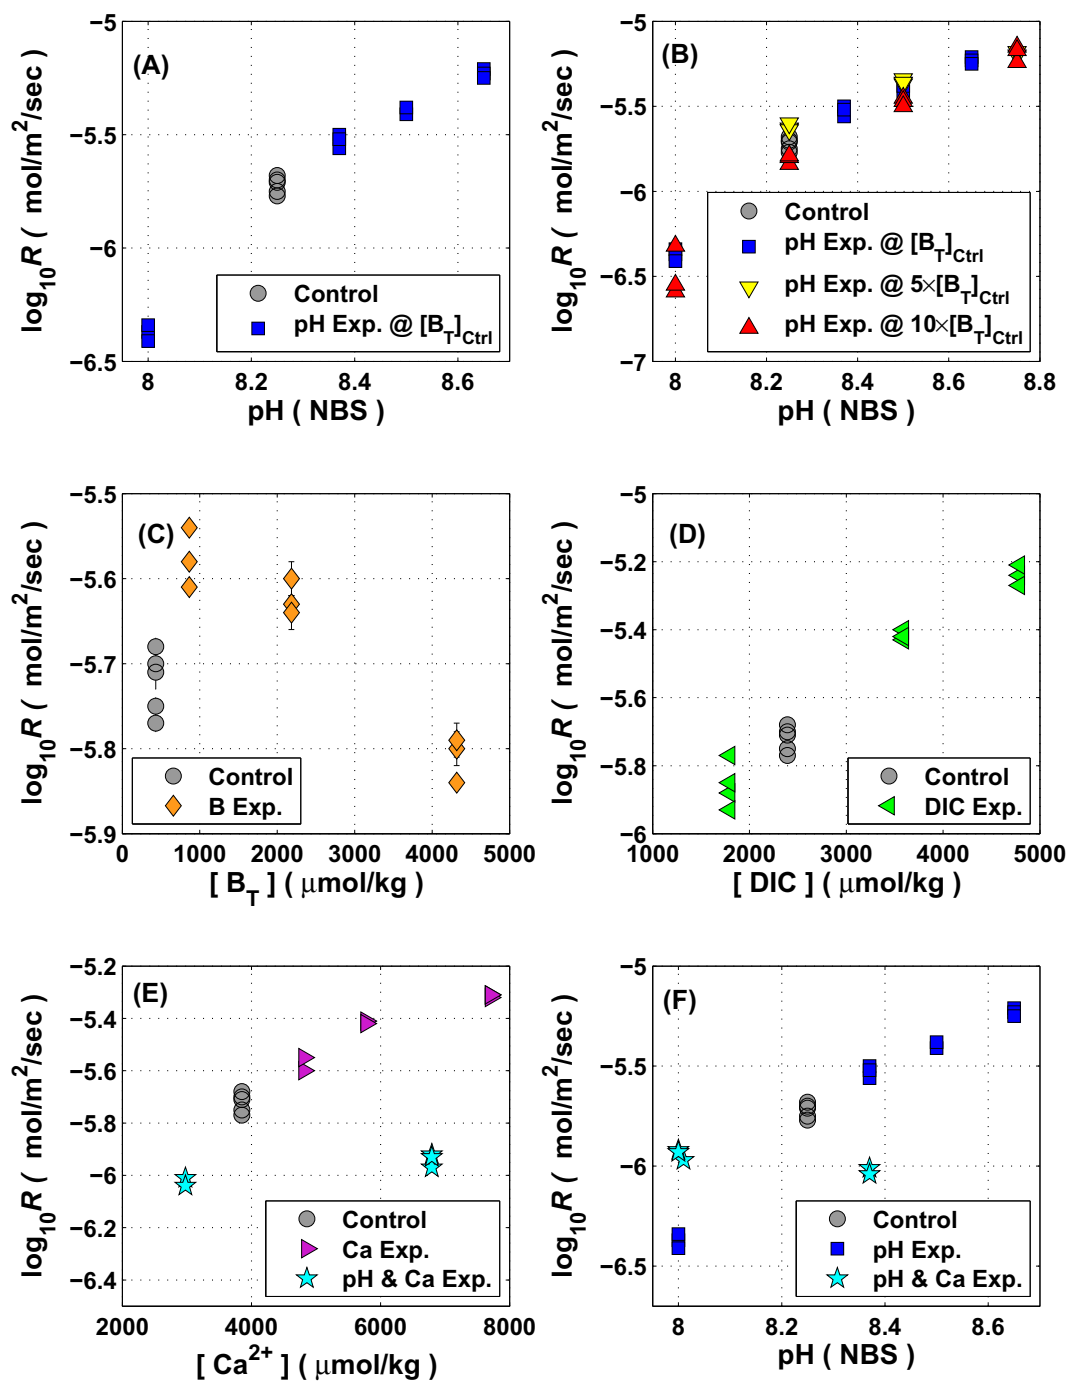 (A)
log10R ( mol/m2/sec)
−5
−5.5
−6
−6.5
8
8.2
8.4
8.6
pH ( NBS )
Control
pH Exp. @ [BT]Ctrl
(B)
log10R ( mol/m2/sec)
−5
−5.5
−6
−6.5
−7
8
8.2
8.4
8.6
8.8
pH ( NBS )
Control
pH Exp. @ [BT]Ctrl
pH Exp. @ 5×[BT]Ctrl
pH Exp. @ 10×[BT]Ctrl
(C)
log10R ( mol/m2/sec)
−5.5
−5.6
−5.7
−5.8
−5.9
0
1000
2000
3000
4000
5000
[ BT ] ( μmol/kg )
Control
B Exp.
(D)
log10R ( mol/m2/sec)
−5
−5.2
−5.4
−5.6
−5.8
−6
1000
2000
3000
4000
5000
[ DIC ] ( μmol/kg )
Control
DIC Exp.
(E)
log10R ( mol/m2/sec)
−5.2
−5.4
−5.6
−5.8
−6
−6.2
−6.4
2000
4000
6000
8000
[ Ca2+ ] ( μmol/kg )
Control
Ca Exp.
pH & Ca Exp.
(F)
log10R ( mol/m2/sec)
−5
−5.5
−6
−6.5
8
8.2
8.4
8.6
pH ( NBS )
Control
pH Exp.
pH & Ca Exp.